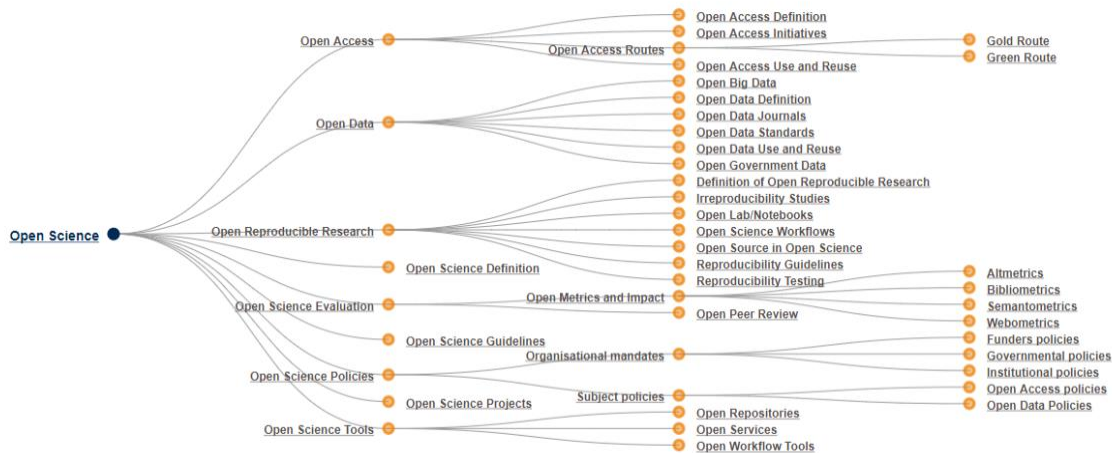 Open Science
Open Access
Open Access Definition
Open Access Initiatives
Open Access Routes
Gold Route
Green Route
Open Access Use and Reuse
Open Data
Open Big Data
Open Data Definition
Open Data Journals
Open Data Standards
Open Data Use and Reuse
Open Government Data
Open Reproducible Research
Definition of Open Reproducible Research
Irreproducibility Studies
Open Lab/Notebooks
Open Science Workflows
Open Source in Open Science
Reproducibility Guidelines
Reproducibility Testing
Open Science Definition
Open Science Evaluation
Open Metrics and Impact
Altmetrics
Bibliometrics
Semantometrics
Webometrics
Open Peer Review
Open Science Guidelines
Open Science Policies
Organisational mandates
Funders policies
Governmental policies
Institutional policies
Subject policies
Open Access policies
Open Data Policies
Open Science Projects
Open Science Tools
Open Repositories
Open Services
Open Workflow Tools